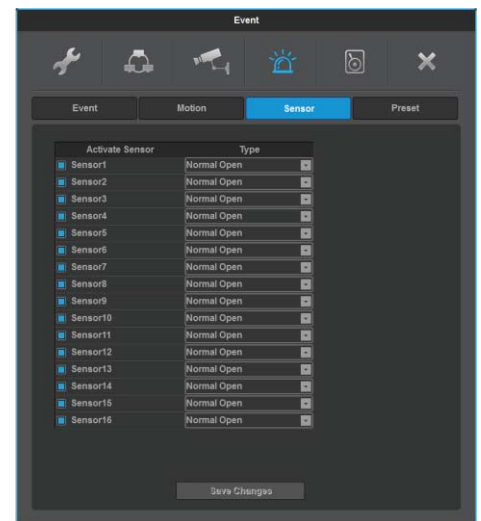 Event
Event Motion Sensor Preset
Activate Sensor Type
Sensor1 Normal Open
Sensor2 Normal Open
Sensor3 Normal Open
Sensor4 Normal Open
Sensor5 Normal Open
Sensor6 Normal Open
Sensor7 Normal Open
Sensor8 Normal Open
Sensor9 Normal Open
Sensor10 Normal Open
Sensor11 Normal Open
Sensor12 Normal Open
Sensor13 Normal Open
Sensor14 Normal Open
Sensor15 Normal Open
Sensor16 Normal Open
Save Changes